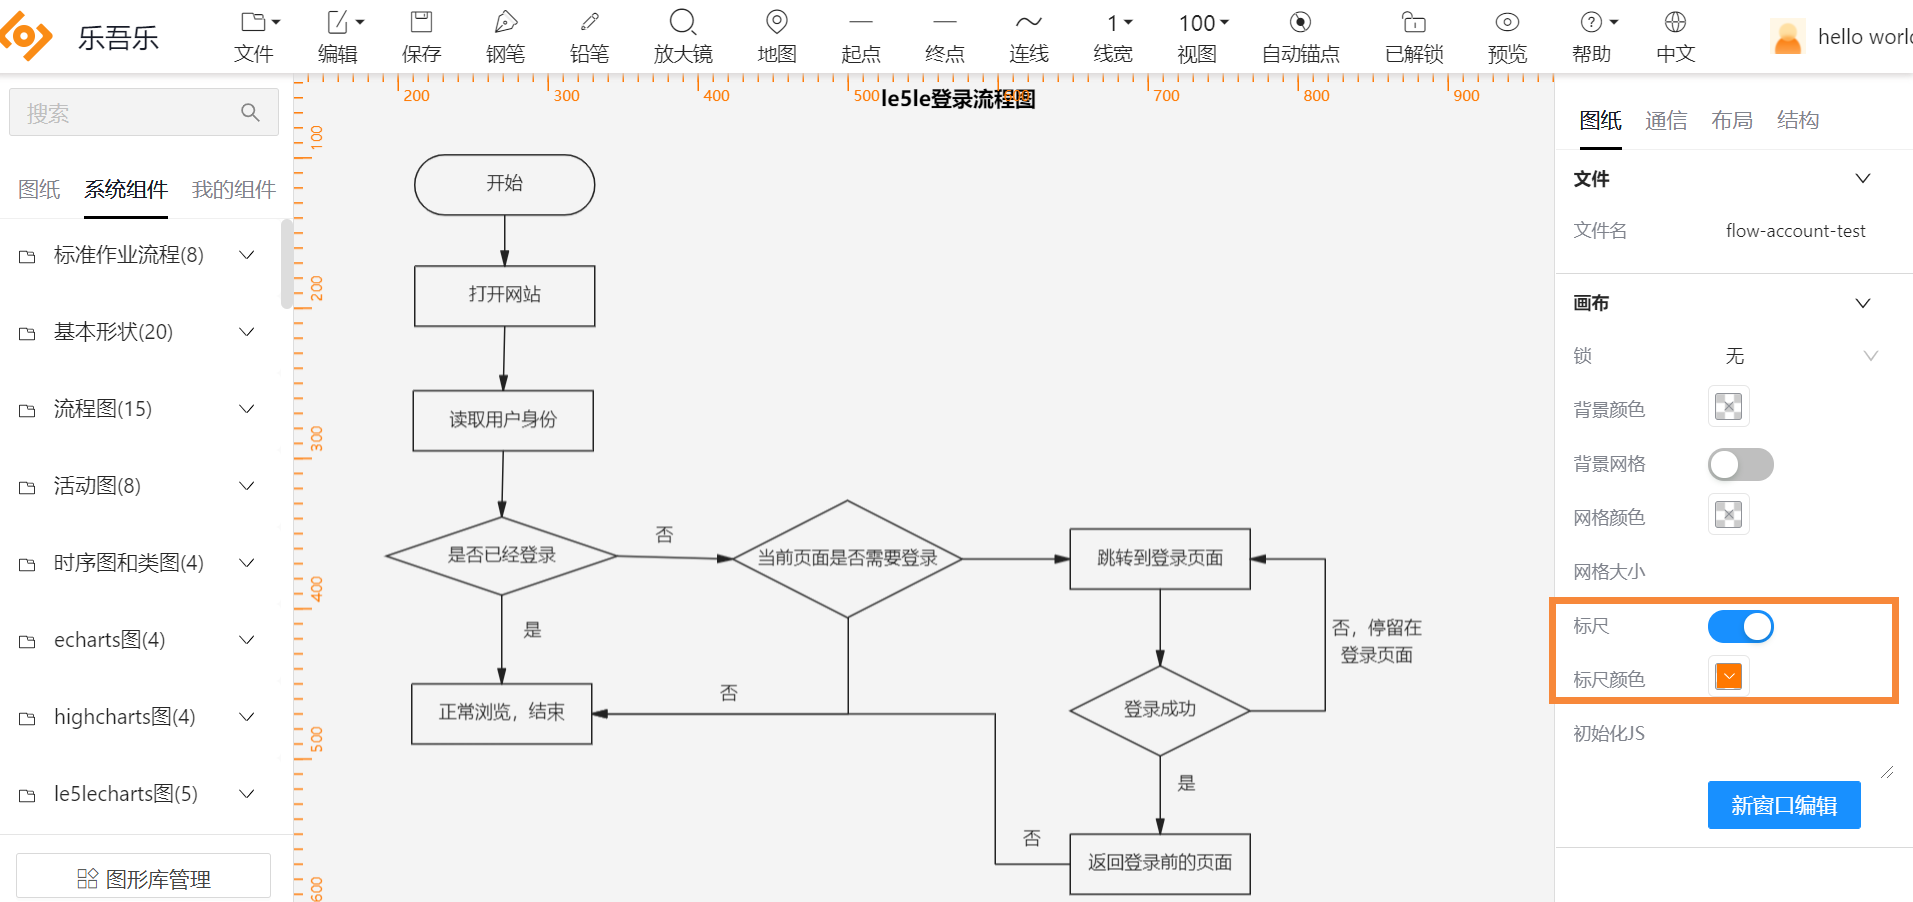 乐吾乐
文件
编辑
保存
钢笔
铅笔
放大镜
地图
起点
终点
连线
1
线宽
100
视图
自动锚点
已解锁
预览
帮助
中文
hello worl
搜索
图纸
系统组件
我的组件
标准作业流程(8)
基本形状(20)
流程图(15)
活动图(8)
时序图和类图(4)
echarts图(4)
highcharts图(4)
le5lecharts图(5)
图形库管理
200
300
400
500
600
700
800
900
100
200
300
400
500
600
le5le登录流程图
开始
打开网站
读取用户身份
是否已经登录
否
当前页面是否需要登录
跳转到登录页面
是
否，停留在
登录页面
否
正常浏览，结束
登录成功
是
否
返回登录前的页面
图纸
通信
布局
结构
文件
文件名
flow-account-test
画布
锁
无
背景颜色
背景网格
网格颜色
网格大小
标尺
标尺颜色
初始化JS
新窗口编辑